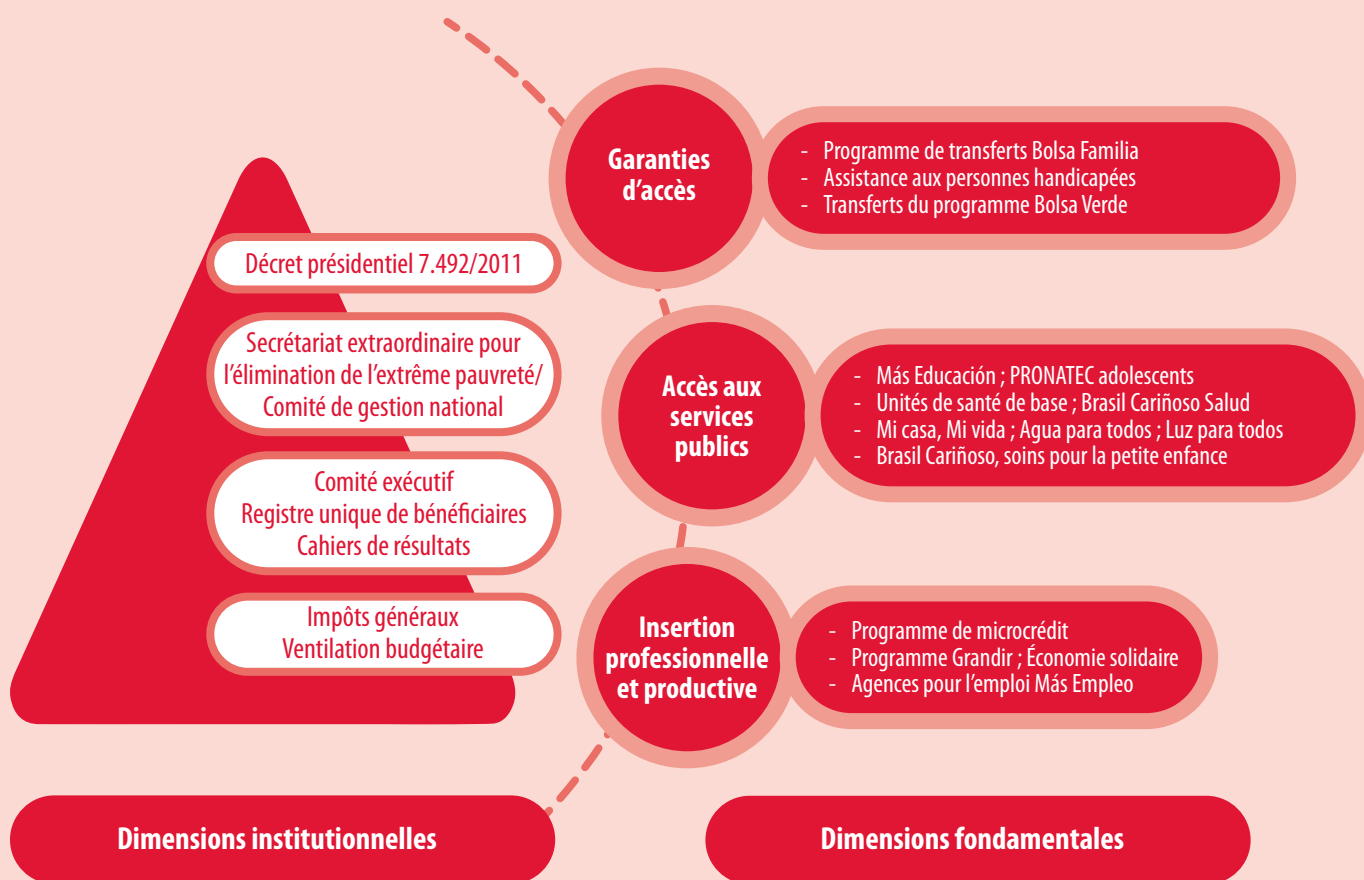 Garanties
d'accès
- Programme de transferts Bolsa Familia
- Assistance aux personnes handicapées
- Transferts du programme Bolsa Verde
Décret présidentiel 7.492/2011
Secrétariat extraordinaire pour
l'élimination de l'extrême pauvreté/
Comité de gestion national
Accès aux
services
publics
- Más Educación ; PRONATEC adolescents
- Unités de santé de base ; Brasil Cariñoso Salud
- Mi casa, Mi vida ; Agua para todos ; Luz para todos
- Brasil Cariñoso, soins pour la petite enfance
Comité exécutif
Registre unique de bénéficiaires
Cahiers de résultats
Impôts généraux
Ventilation budgétaire
Insertion
professionnelle
et productive
- Programme de microcrédit
- Programme Grandir ; Économie solidaire
- Agences pour l'emploi Más Empleo
Dimensions institutionnelles
Dimensions fondamentales